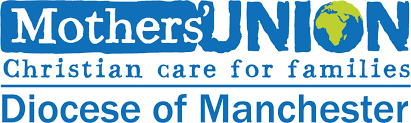 Mothers' UNION
Christian care for families
Diocese of Manchester